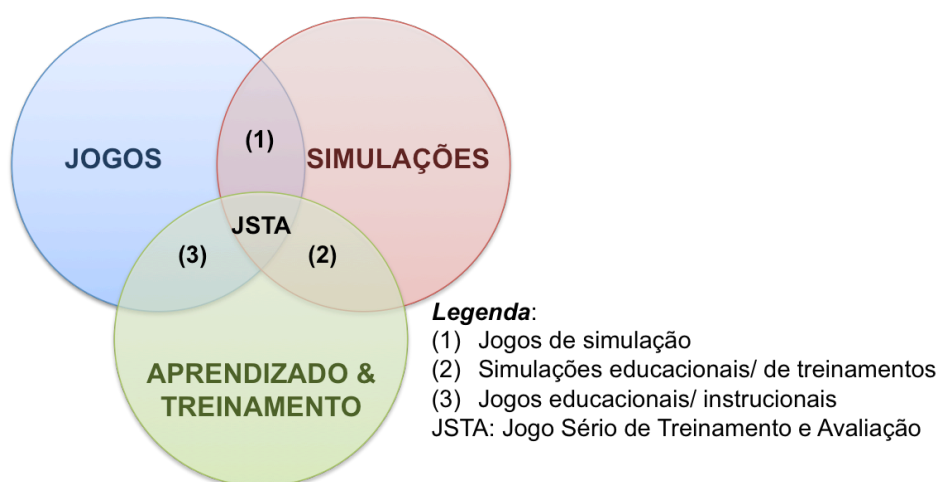 JOGOS
(1)
SIMULAÇÕES
JSTA
(3)
(2)
APRENDIZADO &
TREINAMENTO
Legenda:
(1) Jogos de simulação
(2) Simulações educacionais/ de treinamentos
(3) Jogos educacionais/ instrucionais
JSTA: Jogo Sério de Treinamento e Avaliação